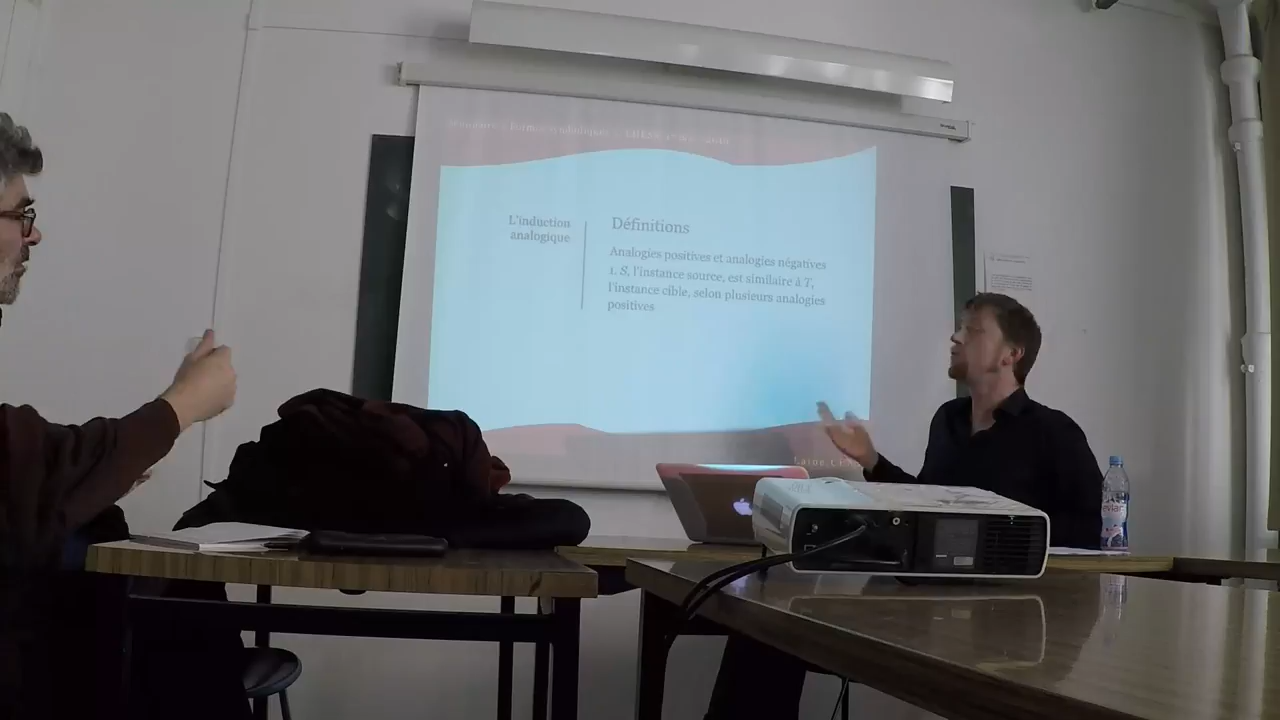 L'induction
analogique
Définitions
Analogies positives et analogies négatives
1. S, l'instance source, est similaire à T,
l'instance cible, selon plusieurs analogies
positives
evian